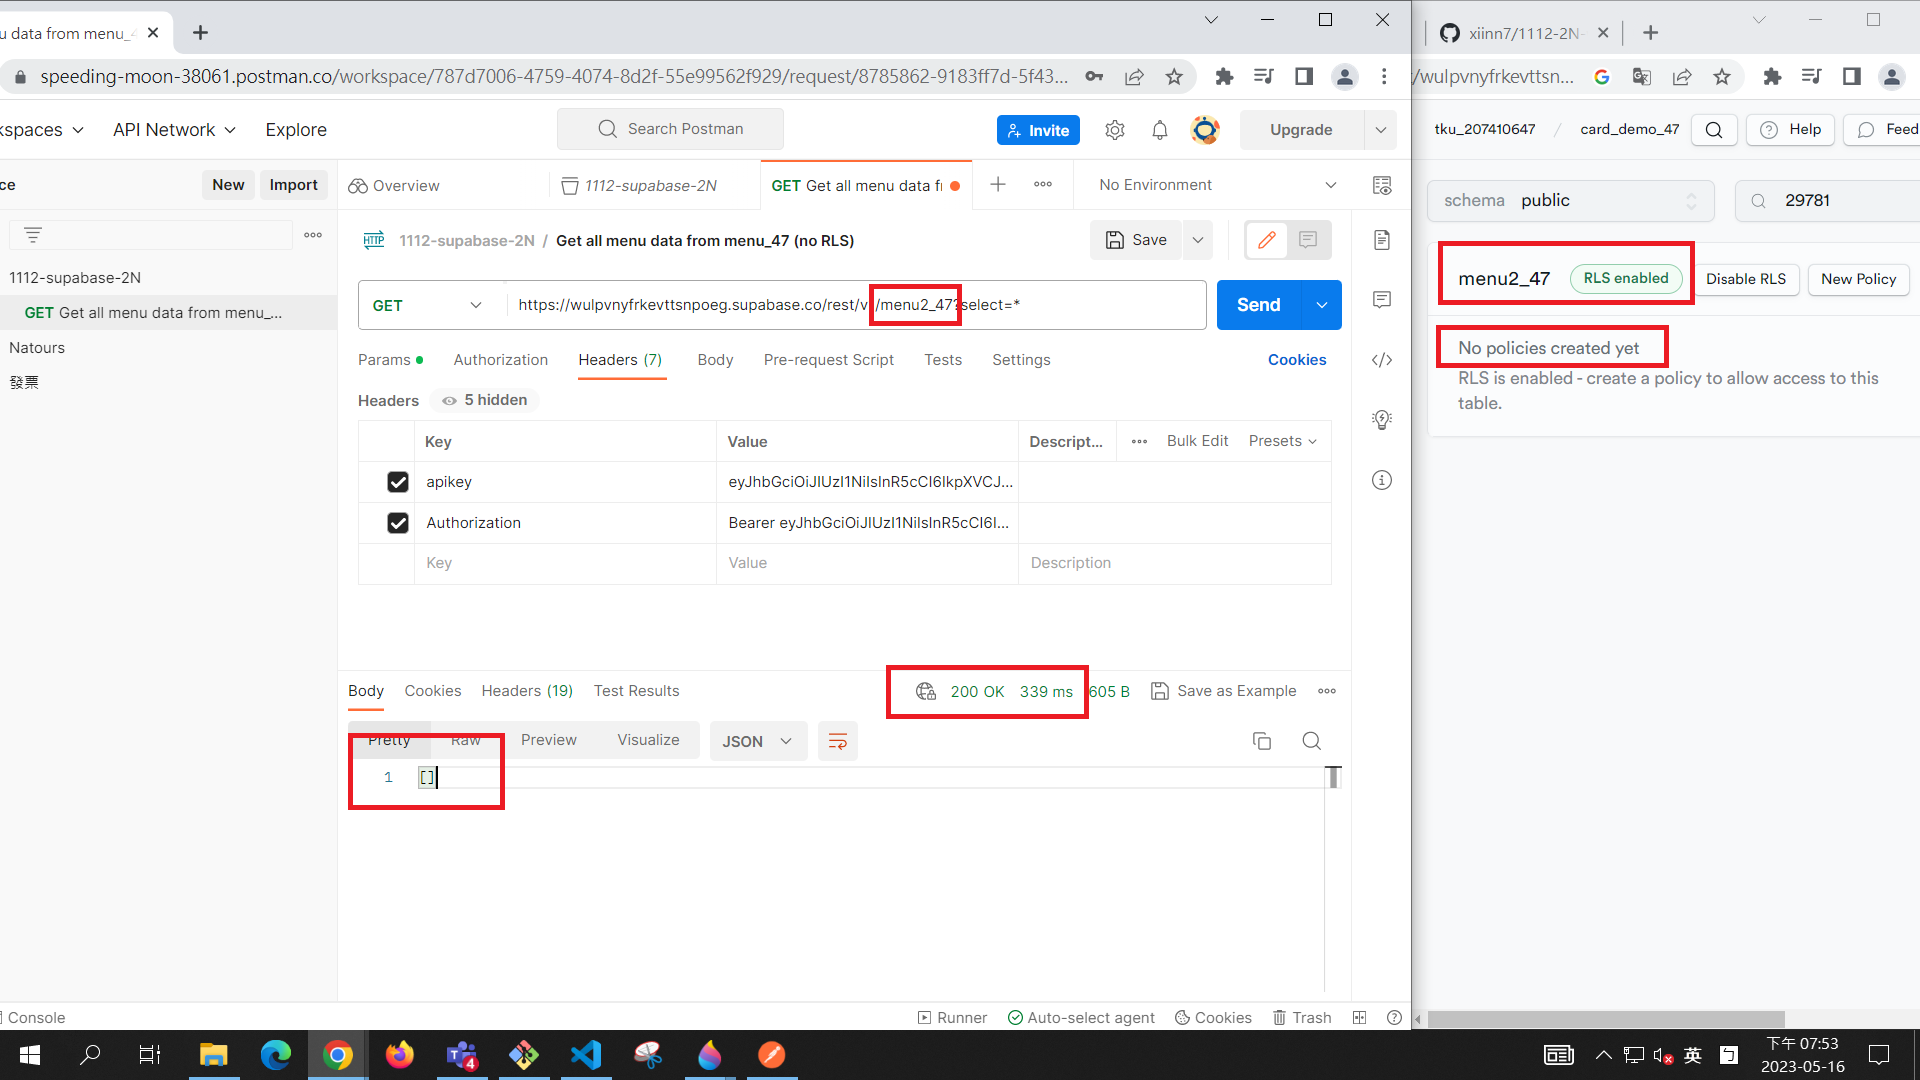 u data from menu_4
xiinn7/1112-2N-
speeding-moon-38061.postman.co/workspace/787d7006-4759-4074-8d2f-55e99562f929/request/8785862-9183ff7d-5f43...
/wulpvnyfrkevttsn...
kspaces
API Network
Explore
Search Postman
Invite
Upgrade
tku_207410647
/
card_demo_47
Help
Feed
ce
New
Import
Overview
1112-supabase-2N
GET Get all menu data fr
No Environment
schema public
29781
1112-supabase-2N / Get all menu data from menu_47 (no RLS)
Save
1112-supabase-2N
GET Get all menu data from menu_...
Natours
發票
menu2_47
RLS enabled
Disable RLS
New Policy
GET
https://wulpvnyfrkevttsnpoeg.supabase.co/rest/v1/menu2_47?select=*
Send
No policies created yet
RLS is enabled - create a policy to allow access to this
table.
Params
Authorization
Headers (7)
Body
Pre-request Script
Tests
Settings
Cookies
Headers
5 hidden
Key
Value
Descript...
Bulk Edit
Presets
apikey
eyJhbGciOiJIUzI1NiIsInR5cCI6IkpXVCJ...
Authorization
Bearer eyJhbGciOiJIUzI1NiIsInR5cCI6I...
Key
Value
Description
Body
Cookies
Headers (19)
Test Results
200 OK
339 ms
605 B
Save as Example
Pretty
Raw
Preview
Visualize
JSON
1
[]
Console
Runner
Auto-select agent
Cookies
Trash
4
英
下午 07:53
2023-05-16